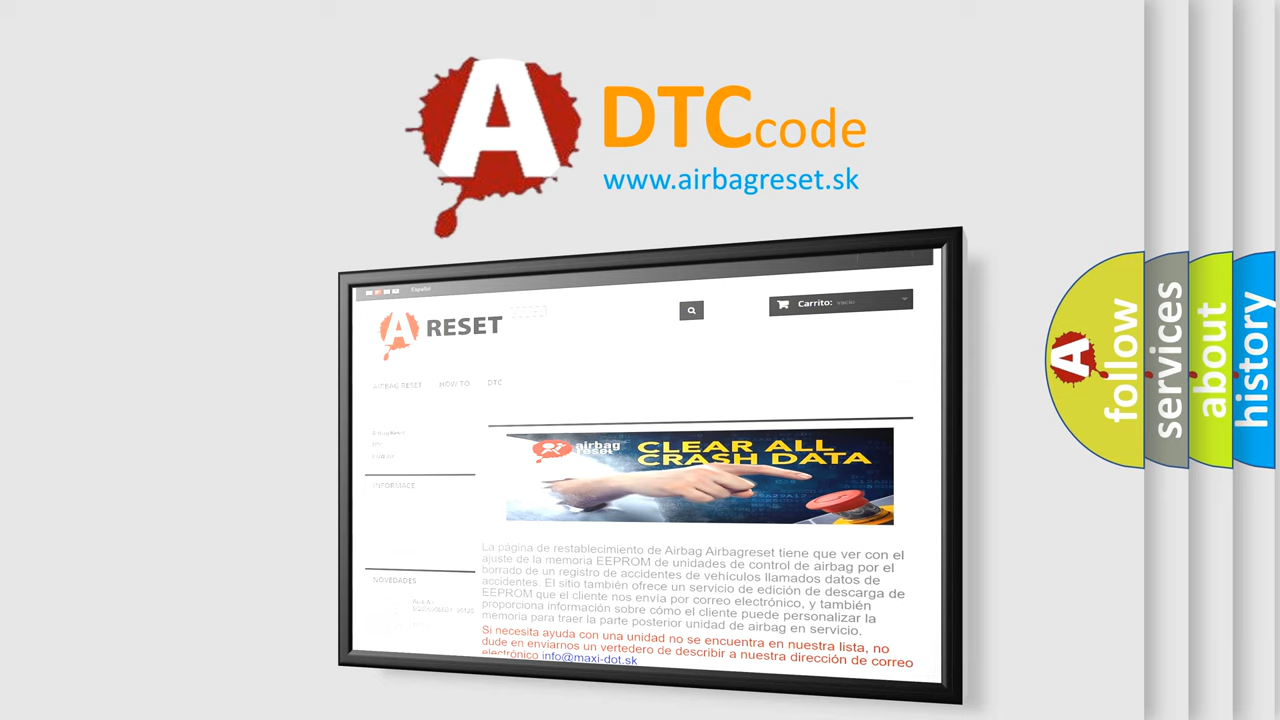 A
DTCcode
www.airbagreset.sk
Español
A RESET
Carrito: vacío
AIRBAG RESET HOW TO DTC
INFORMACE
NOVEDADES
airbag
reset
CLEAR ALL
CRASH DATA
La página de restablecimiento de Airbag Airbagreset tiene que ver con el
ajuste de la memoria EEPROM de unidades de control de airbag por el
borrado de un registro de accidentes de vehículos llamados datos de
accidentes. El sitio también ofrece un servicio de edición de descarga de
EEPROM que el cliente nos envía por correo electrónico, y también
proporciona información sobre cómo el cliente puede personalizar la
memoria para traer la parte posterior unidad de airbag en servicio.
Si necesita ayuda con una unidad no se encuentra en nuestra lista, no
dude en enviarnos un vertedero de describir a nuestra dirección de correo
electrónico info@maxi-dot.sk
A
follow
services
about
history